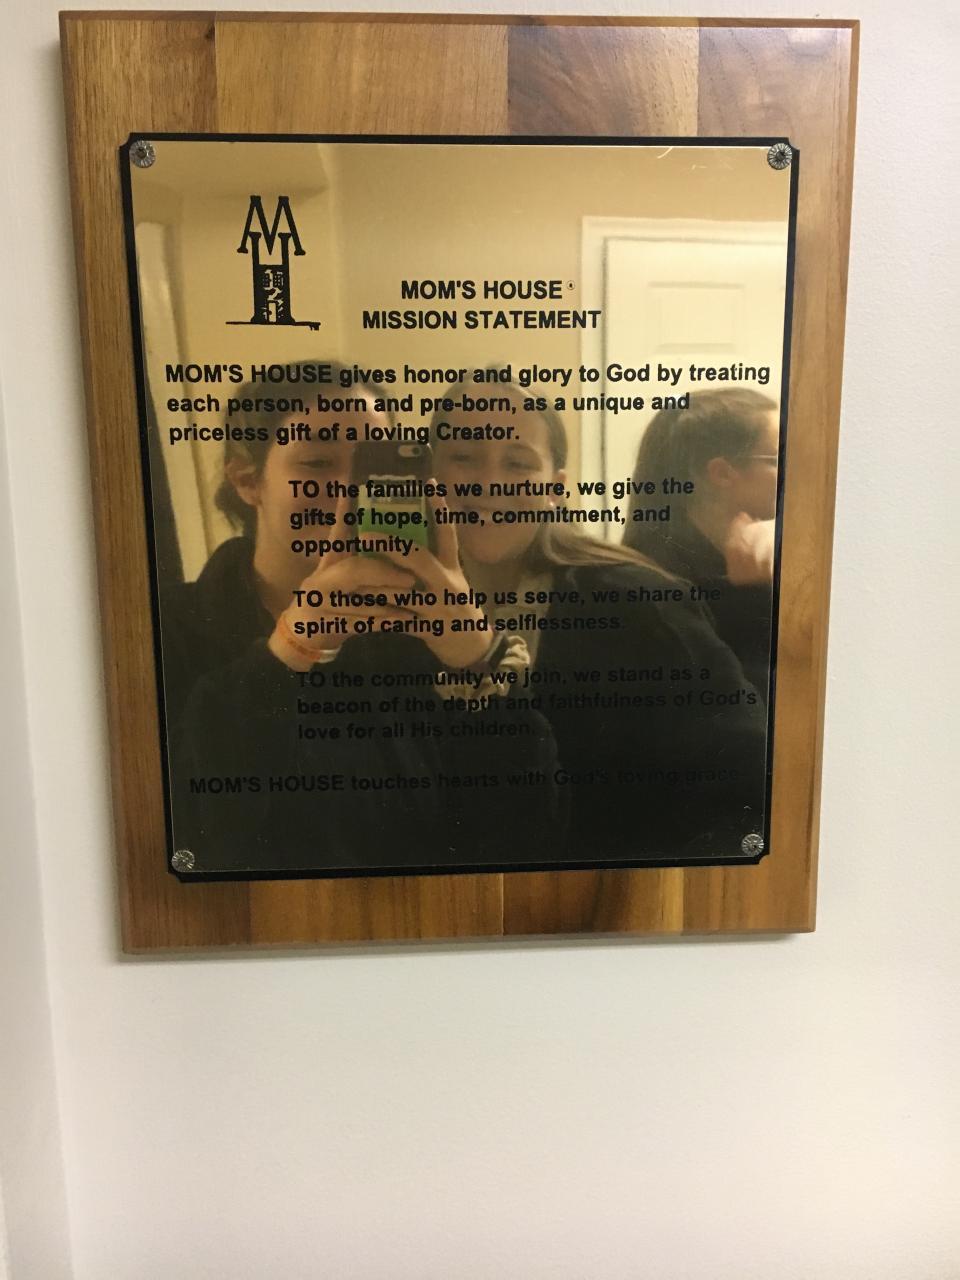 MOM'S HOUSE®
MISSION STATEMENT
MOM'S HOUSE gives honor and glory to God by treating
each person, born and pre-born, as a unique and
priceless gift of a loving Creator.
TO the families we nurture, we give the
gifts of hope, time, commitment, and
opportunity.
TO those who help us serve, we share the
spirit of caring and selflessness.
TO the community we join, we stand as a
beacon of the depth and faithfulness of God's
love for all His children.
MOM'S HOUSE touches hearts with God's loving grace